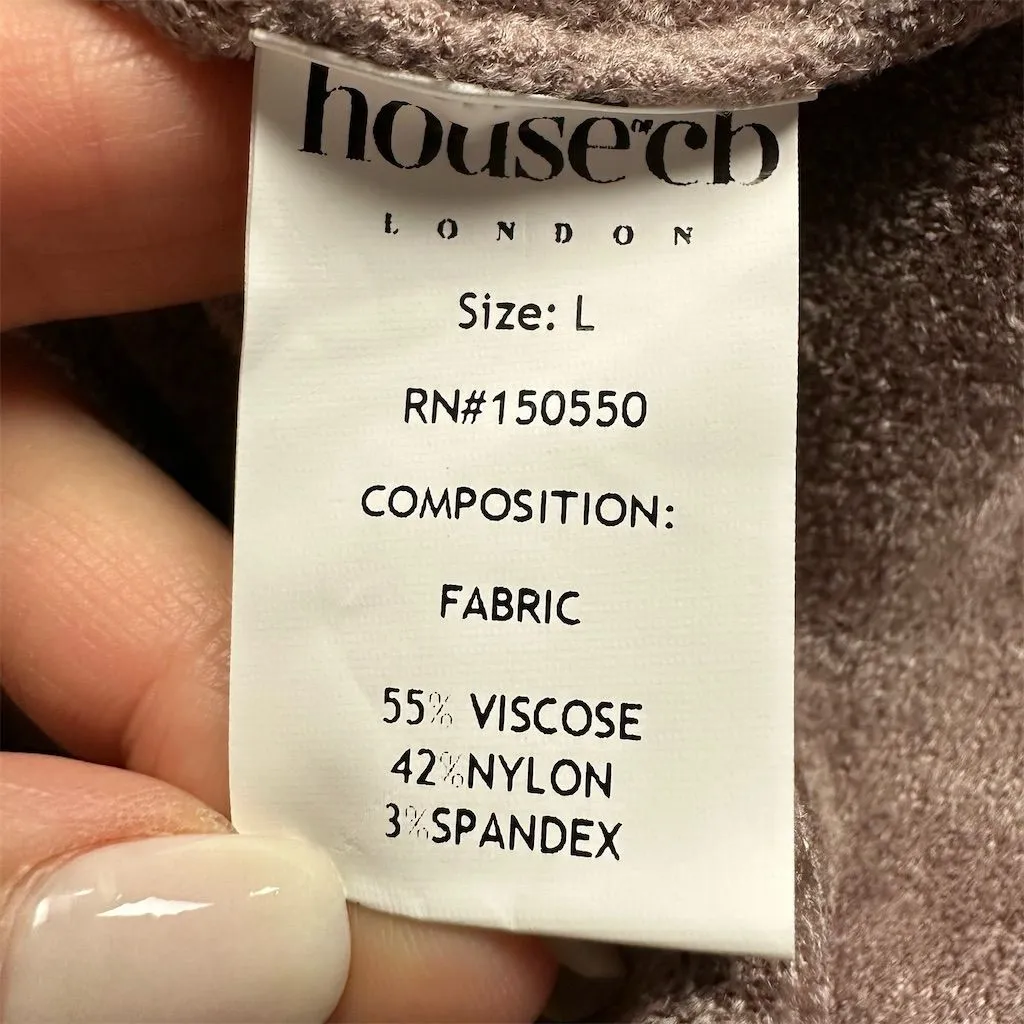 house of cb
LONDON
Size: L
RN#150550
COMPOSITION:
FABRIC
55% VISCOSE
42%NYLON
3%SPANDEX